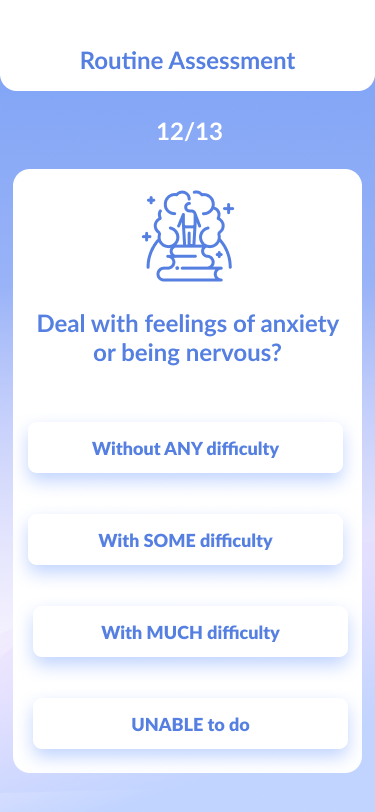 Routine Assessment
12/13
Deal with feelings of anxiety
or being nervous?
Without ANY difficulty
With SOME difficulty
With MUCH difficulty
UNABLE to do